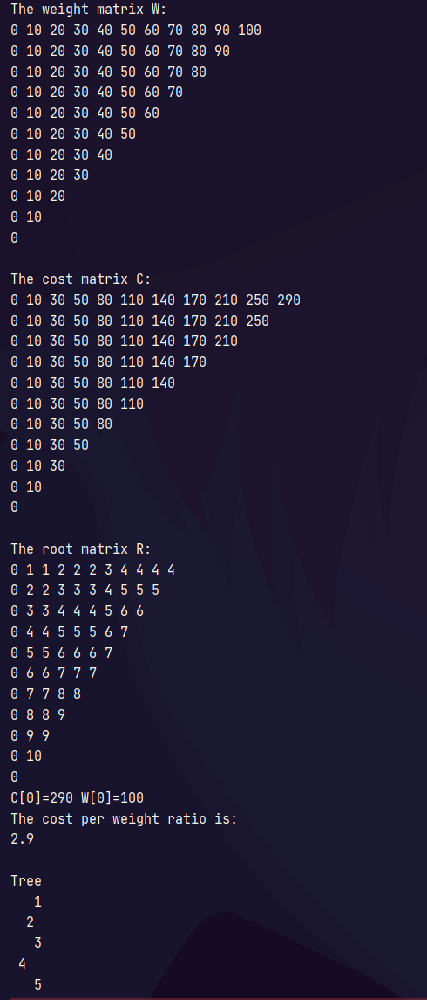 The weight matrix W:
0 10 20 30 40 50 60 70 80 90 100
0 10 20 30 40 50 60 70 80 90
0 10 20 30 40 50 60 70 80
0 10 20 30 40 50 60 70
0 10 20 30 40 50 60
0 10 20 30 40 50
0 10 20 30 40
0 10 20 30
0 10 20
0 10
0

The cost matrix C:
0 10 30 50 80 110 140 170 210 250 290
0 10 30 50 80 110 140 170 210 250
0 10 30 50 80 110 140 170 210
0 10 30 50 80 110 140 170
0 10 30 50 80 110 140
0 10 30 50 80 110
0 10 30 50 80
0 10 30 50
0 10 30
0 10
0

The root matrix R:
0 1 1 2 2 2 3 4 4 4 4
0 2 2 3 3 3 4 5 5 5
0 3 3 4 4 4 5 6 6
0 4 4 5 5 5 6 7
0 5 5 6 6 6 7
0 6 6 7 7 7
0 7 7 8 8
0 8 8 9
0 9 9
0 10
0
C[0]=290 W[0]=100
The cost per weight ratio is:
2.9

Tree
   1
  2
   3
 4
   5